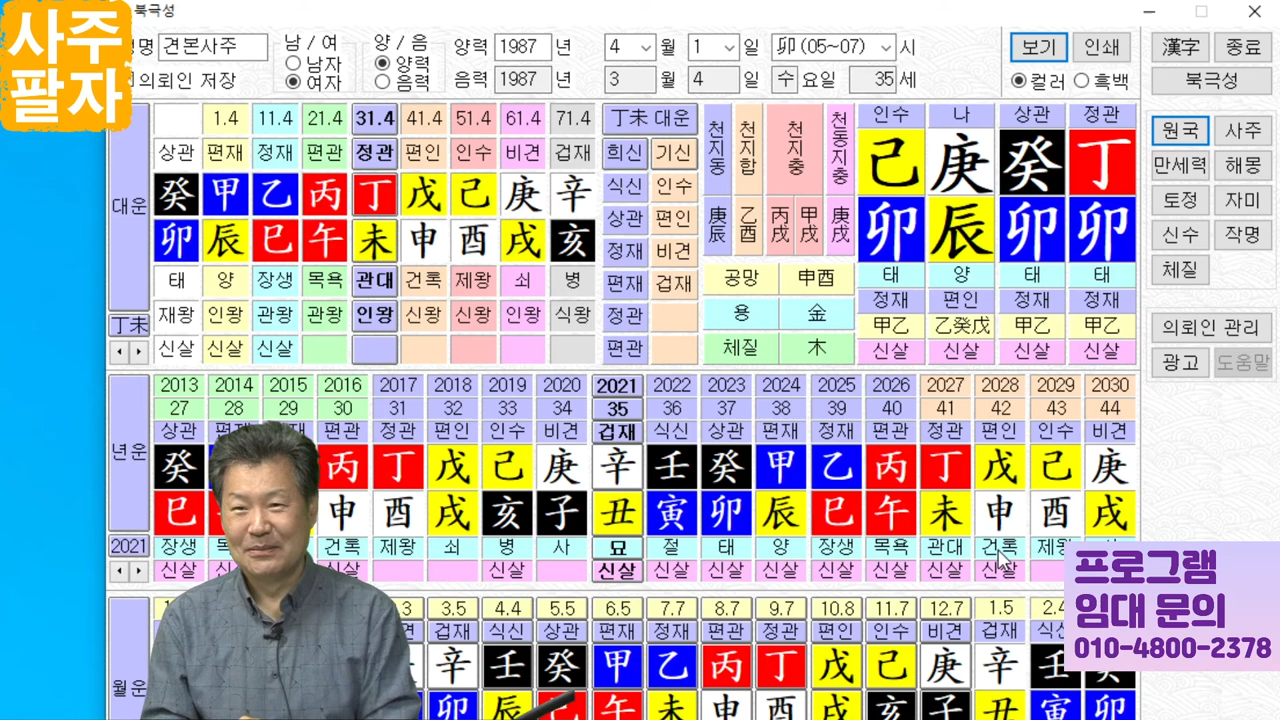 북극성
사주
팔자
성명 견본사주 남/여 양/음 양력 1987 년 4 월 1 일 卯 (05~07) 시 보기 인쇄 漢字 종료
남자 양력
의뢰인 저장 여자 음력 음력 1987 년 3 월 4 일 수 요일 35 세 컬러 흑백 북극성
대운 1.4 11.4 21.4 31.4 41.4 51.4 61.4 71.4
상관 편재 정재 편관 정관 편인 인수 비견 겁재
癸 甲 乙 丙 丁 戊 己 庚 辛
卯 辰 巳 午 未 申 酉 戌 亥
태 양 장생 목욕 관대 건록 제왕 쇠 병
丁未 재왕 인왕 관왕 관왕 인왕 신왕 신왕 인왕 식왕
신살 신살 신살
丁未 대운
희신 기신
식신 인수
상관 편인
정재 비견
편재 겁재
정관
편관
천지동 천지합 천지충 천동지충
庚辰 乙酉 丙戌 甲戌 庚戌
공망 申酉
용 金
체질 木
인수 나 상관 정관
己 庚 癸 丁
卯 辰 卯 卯
태 양 태 태
정재 편인 정재 정재
甲乙 乙癸戊 甲乙 甲乙
신살 신살 신살 신살
원국 사주
만세력 해몽
토정 자미
신수 작명
체질
의뢰인 관리
광고 도움말
년운 2013 2014 2015 2016 2017 2018 2019 2020 2021 2022 2023 2024 2025 2026 2027 2028 2029 2030
27 28 29 30 31 32 33 34 35 36 37 38 39 40 41 42 43 44
상관 편재 정재 편관 정관 편인 인수 비견 겁재 식신 상관 편재 정재 편관 정관 편인 인수 비견
癸 丙 丁 戊 己 庚 辛 壬 癸 甲 乙 丙 丁 戊 己 庚
巳 申 酉 戌 亥 子 丑 寅 卯 辰 巳 午 未 申 酉 戌
2021 장생 건록 제왕 쇠 병 사 묘 절 태 양 장생 목욕 관대 건록 제왕
신살 신살 신살 신살 신살 신살 신살 신살 신살 신살 신살
월운 3.5 4.4 5.5 6.5 7.7 8.7 9.7 10.8 11.7 12.7 1.5 2.4
겁재 식신 상관 편재 정재 편관 정관 편인 인수 비견 겁재 식신
辛 壬 癸 甲 乙 丙 丁 戊 己 庚 辛 壬 癸
卯 辰 巳 午 未 申 酉 戌 亥 子 丑 寅 卯
프로그램
임대 문의
010-4800-2378